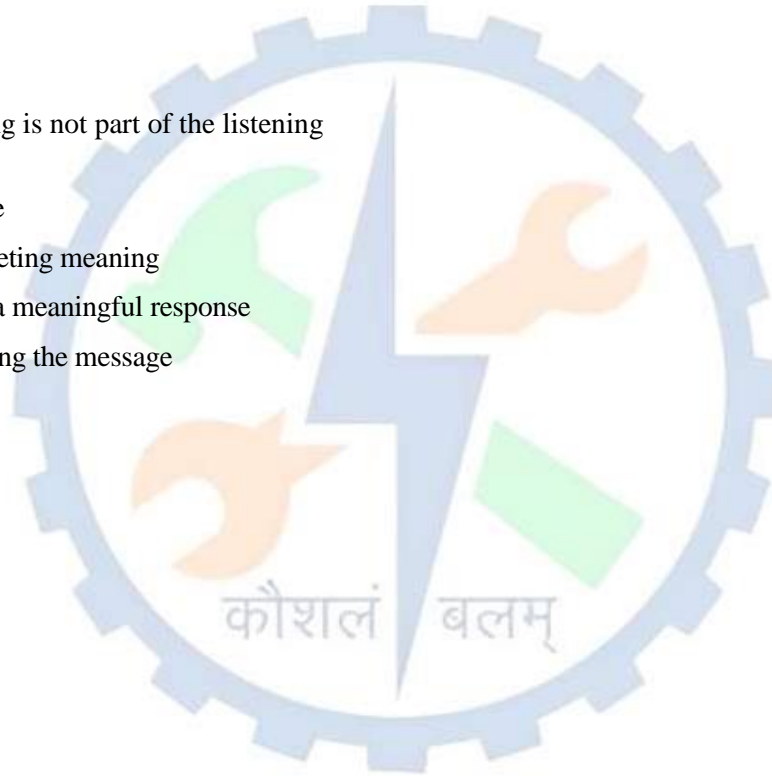 g is not part of the listening
e
eting meaning
a meaningful response
ng the message
कौशलं बलम्